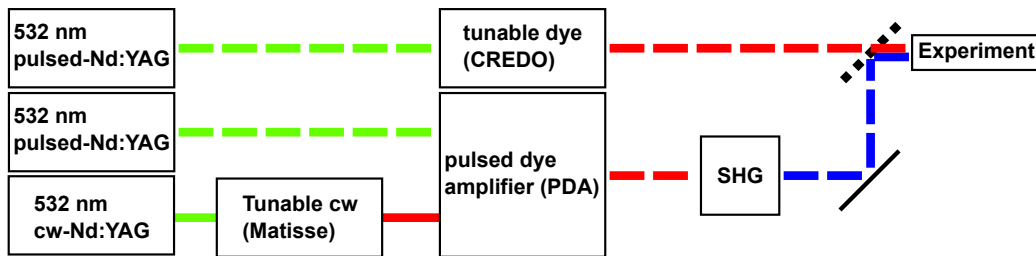 532 nm
pulsed-Nd:YAG
tunable dye
(CREDO)
Experiment
532 nm
pulsed-Nd:YAG
pulsed dye
amplifier (PDA)
SHG
532 nm
cw-Nd:YAG
Tunable cw
(Matisse)